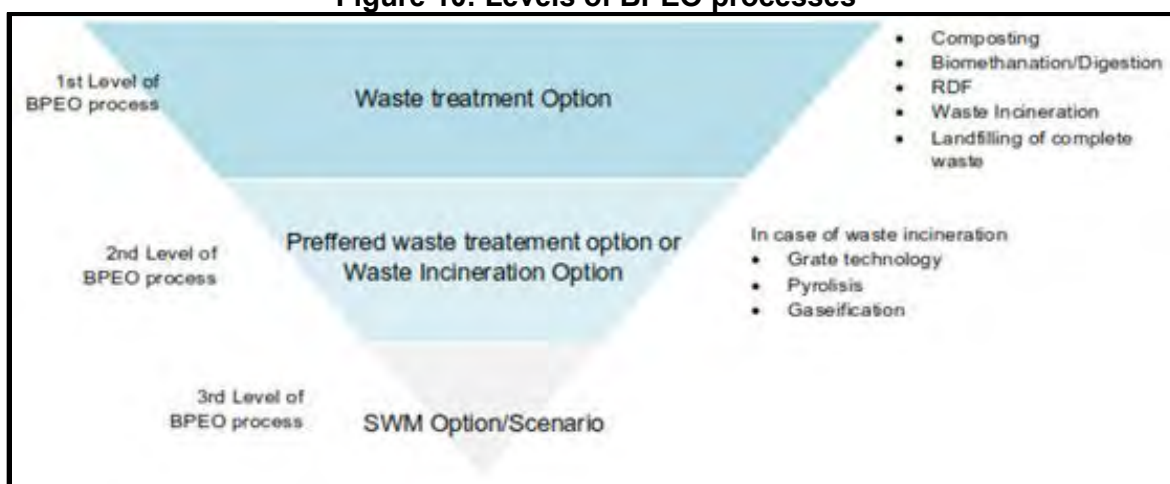 Figure 10: Levels of BPEO processes
1st Level of
BPEO process
Waste treatment Option
• Composting
• Biomethanation/Digestion
• RDF
• Waste Incineration
• Landfilling of complete
waste
2nd Level of
BPEO process
Preffered waste treatement option or
Waste Incineration Option
In case of waste incineration
• Grate technology
• Pyrolisis
• Gaseification
3rd Level of
BPEO process
SWM Option/Scenario